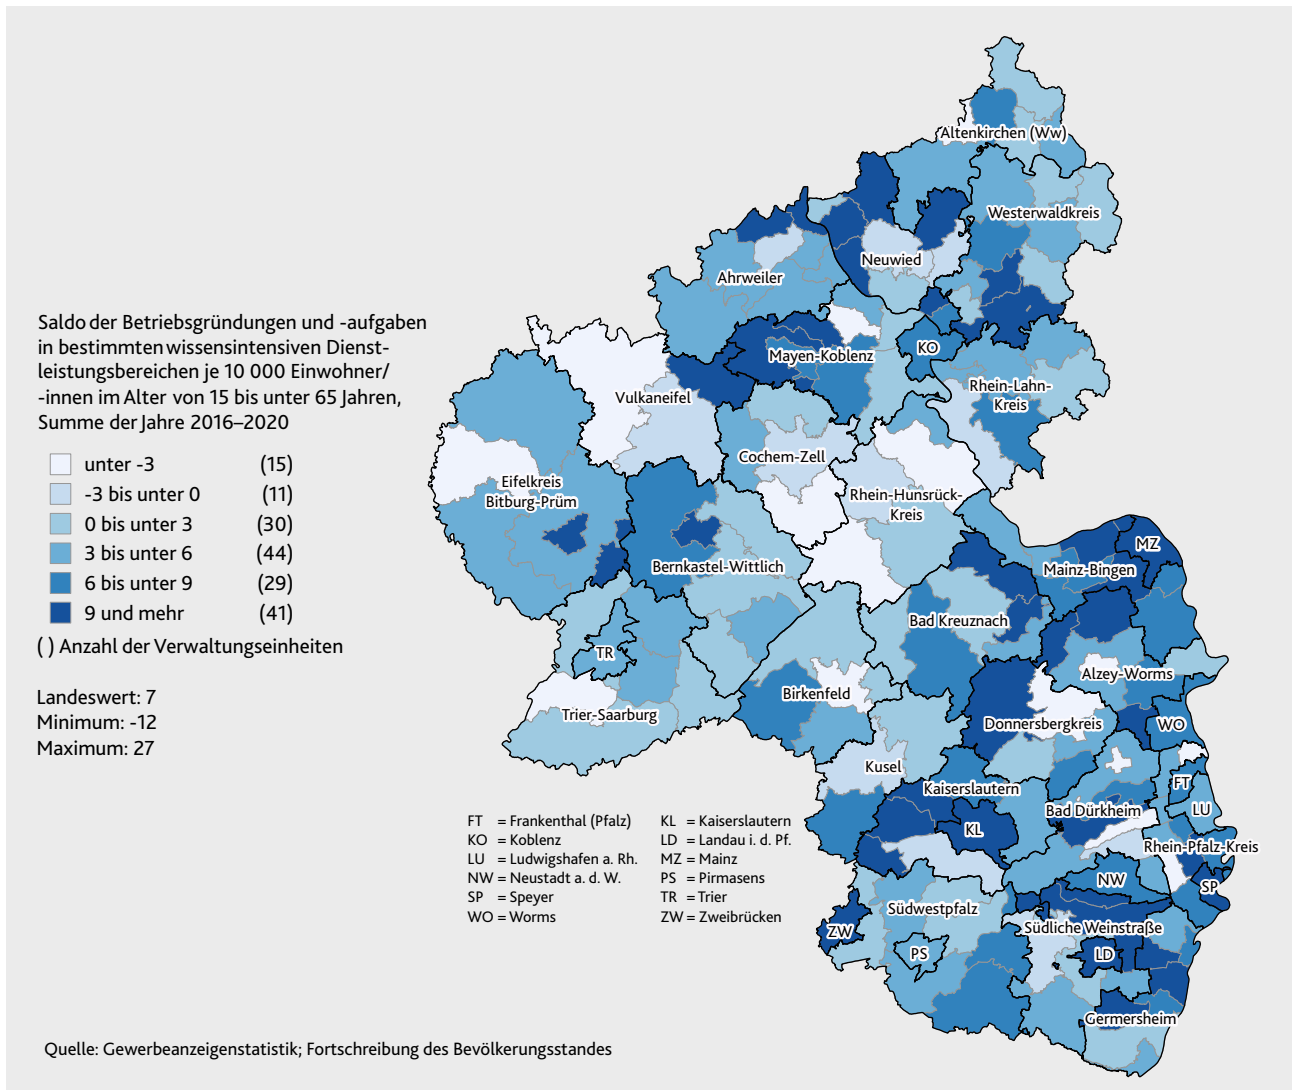 Saldo der Betriebsgründungen und -aufgaben
in bestimmten wissensintensiven Dienst-
leistungsbereichen je 10 000 Einwohner/
-innen im Alter von 15 bis unter 65 Jahren,
Summe der Jahre 2016–2020
unter -3 (15)
-3 bis unter 0 (11)
0 bis unter 3 (30)
3 bis unter 6 (44)
6 bis unter 9 (29)
9 und mehr (41)
( ) Anzahl der Verwaltungseinheiten
Landeswert: 7
Minimum: -12
Maximum: 27
Altenkirchen (Ww)
Westerwaldkreis
Neuwied
Ahrweiler
KO
Mayen-Koblenz
Rhein-Lahn-
Kreis
Vulkaneifel
Cochem-Zell
Eifelkreis
Bitburg-Prüm
Rhein-Hunsrück-
Kreis
MZ
Mainz-Bingen
Bernkastel-Wittlich
Bad Kreuznach
TR
Alzey-Worms
Birkenfeld
Trier-Saarburg
Donnersbergkreis
WO
Kusel
FT
Kaiserslautern
Bad Dürkheim
LU
KL
Rhein-Pfalz-Kreis
NW
SP
Südwestpfalz
ZW
Südliche Weinstraße
PS
LD
Germersheim
FT = Frankenthal (Pfalz) KL = Kaiserslautern
KO = Koblenz LD = Landau i. d. Pf.
LU = Ludwigshafen a. Rh. MZ = Mainz
NW = Neustadt a. d. W. PS = Pirmasens
SP = Speyer TR = Trier
WO = Worms ZW = Zweibrücken
Quelle: Gewerbeanzeigenstatistik; Fortschreibung des Bevölkerungsstandes